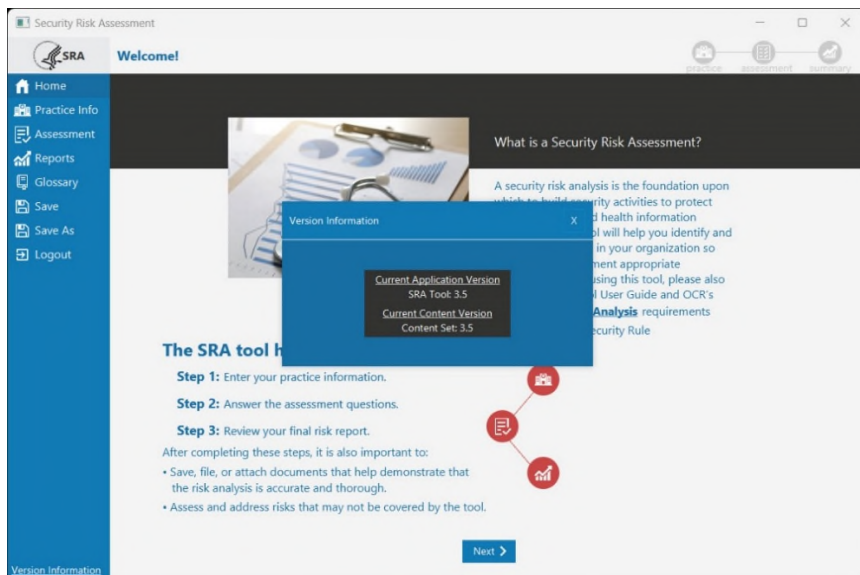 Security Risk Assessment
SRA
Welcome!
practice
assessment
summary
Home
Practice Info
Assessment
Reports
Glossary
Save
Save As
Logout
Version Information
What is a Security Risk Assessment?
A security risk analysis is the foundation upon
security activities to protect
health information
will help you identify and
in your organization so
appropriate
using this tool, please also
User Guide and OCR's
Analysis requirements
Security Rule
Version Information
X
Current Application Version
SRA Tool: 3.5
Current Content Version
Content Set: 3.5
The SRA tool
Step 1: Enter your practice information.
Step 2: Answer the assessment questions.
Step 3: Review your final risk report.
After completing these steps, it is also important to:
• Save, file, or attach documents that help demonstrate that
the risk analysis is accurate and thorough.
• Assess and address risks that may not be covered by the tool.
Next